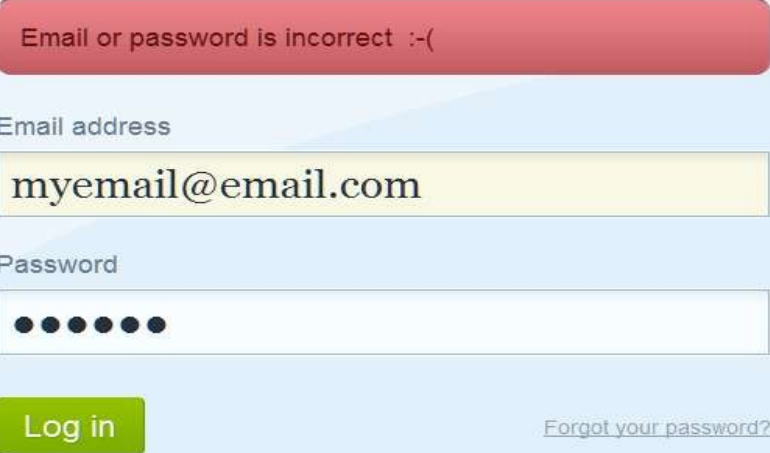 Email or password is incorrect :-(
Email address
myemail@email.com
Password
●●●●●●
Log in
Forgot your password?